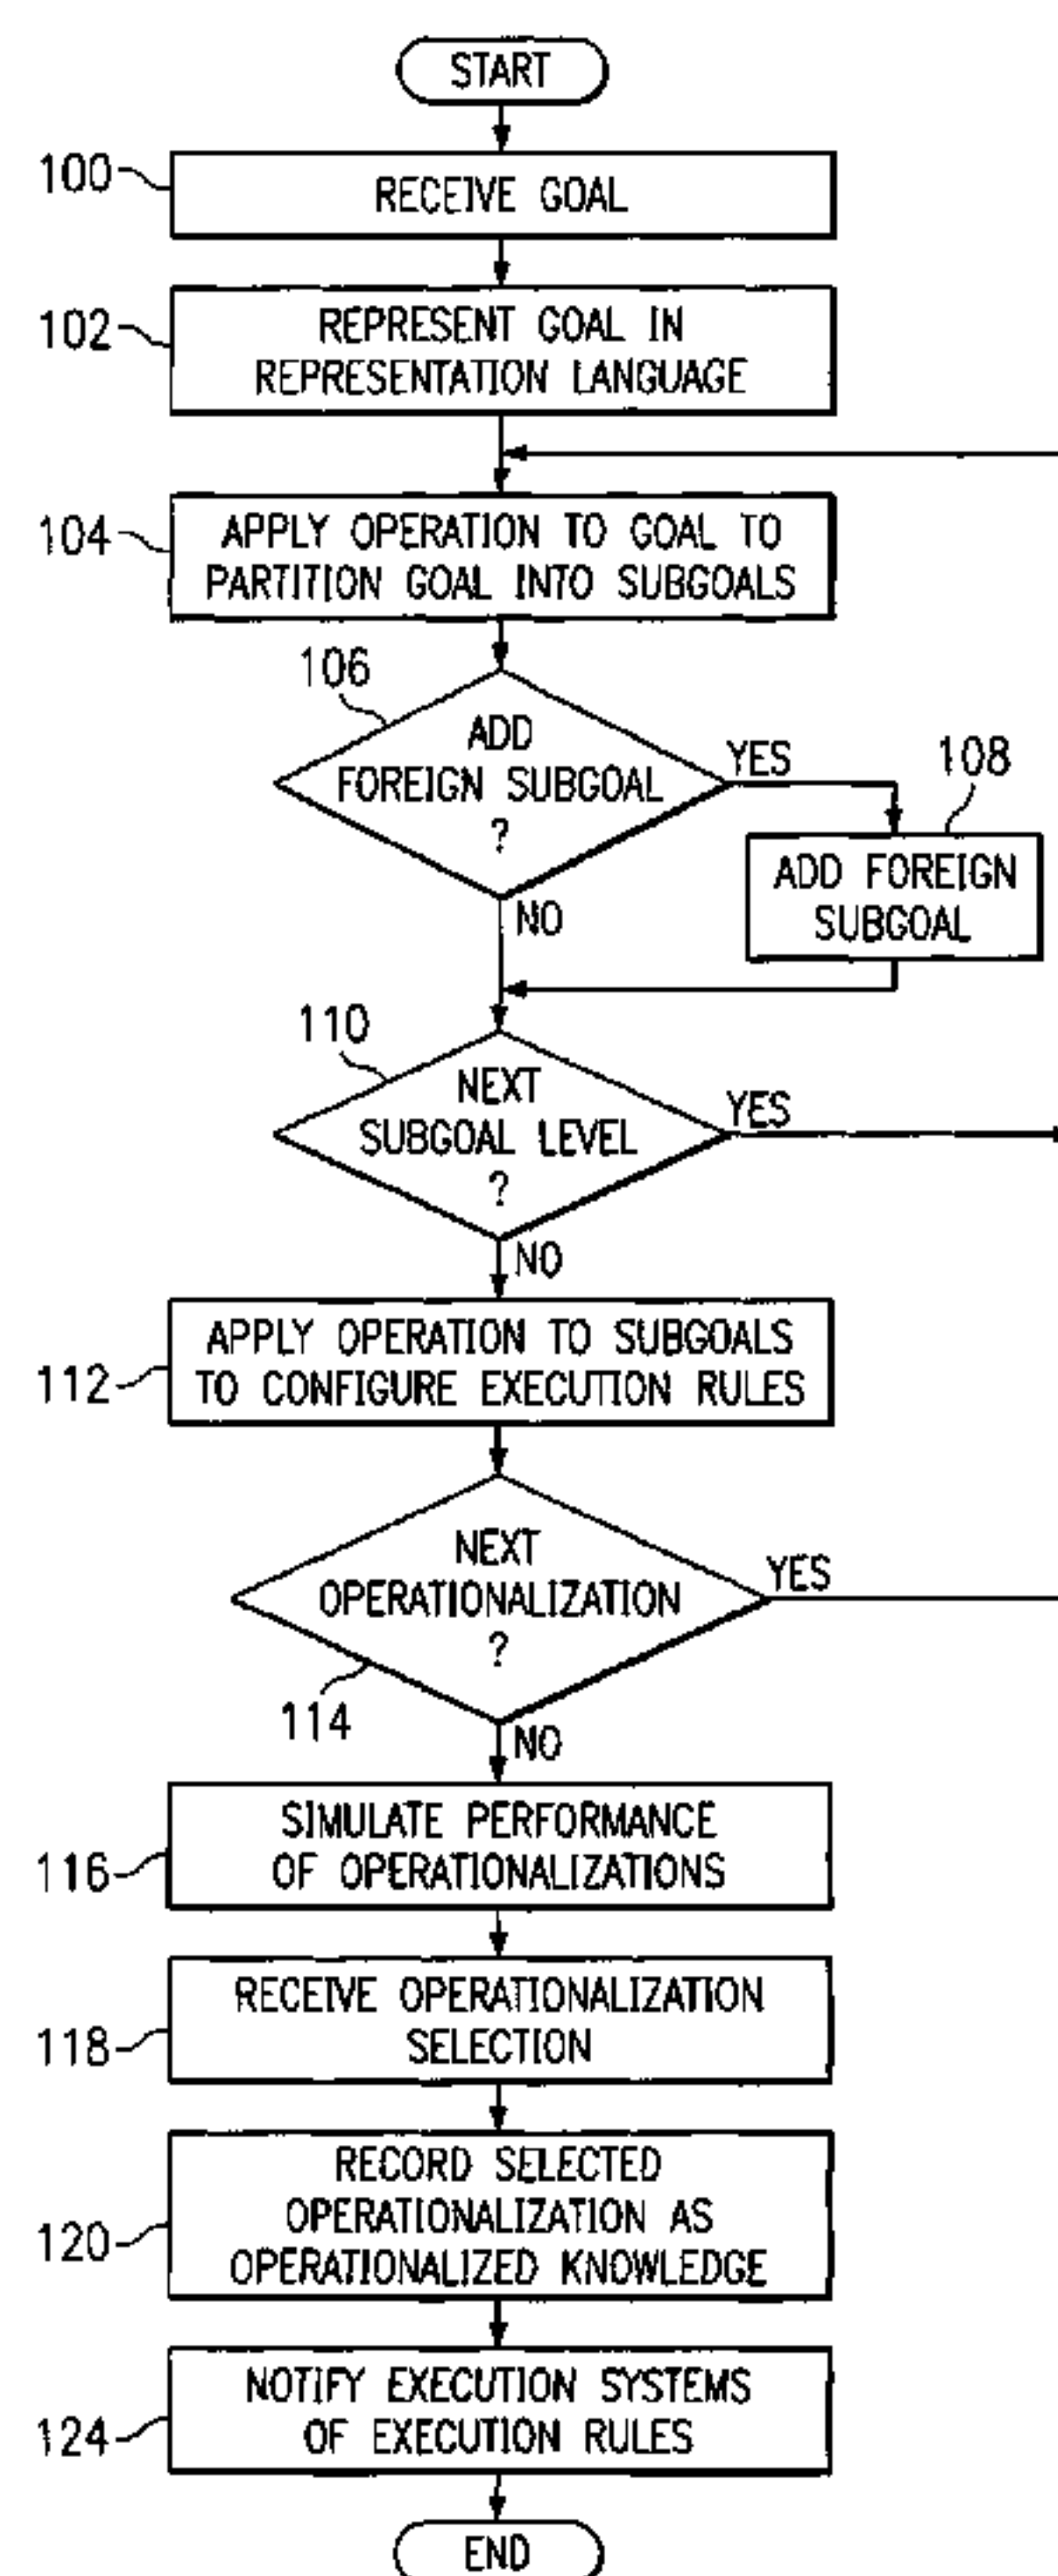 START
100
RECEIVE GOAL
102
REPRESENT GOAL IN
REPRESENTATION LANGUAGE
104
APPLY OPERATION TO GOAL TO
PARTITION GOAL INTO SUBGOALS
106
ADD
FOREIGN SUBGOAL
?
YES
108
ADD FOREIGN
SUBGOAL
NO
110
NEXT
SUBGOAL LEVEL
?
YES
NO
112
APPLY OPERATION TO SUBGOALS
TO CONFIGURE EXECUTION RULES
NEXT
OPERATIONALIZATION
?
YES
114
NO
116
SIMULATE PERFORMANCE
OF OPERATIONALIZATIONS
118
RECEIVE OPERATIONALIZATION
SELECTION
120
RECORD SELECTED
OPERATIONALIZATION AS
OPERATIONALIZED KNOWLEDGE
124
NOTIFY EXECUTION SYSTEMS
OF EXECUTION RULES
END